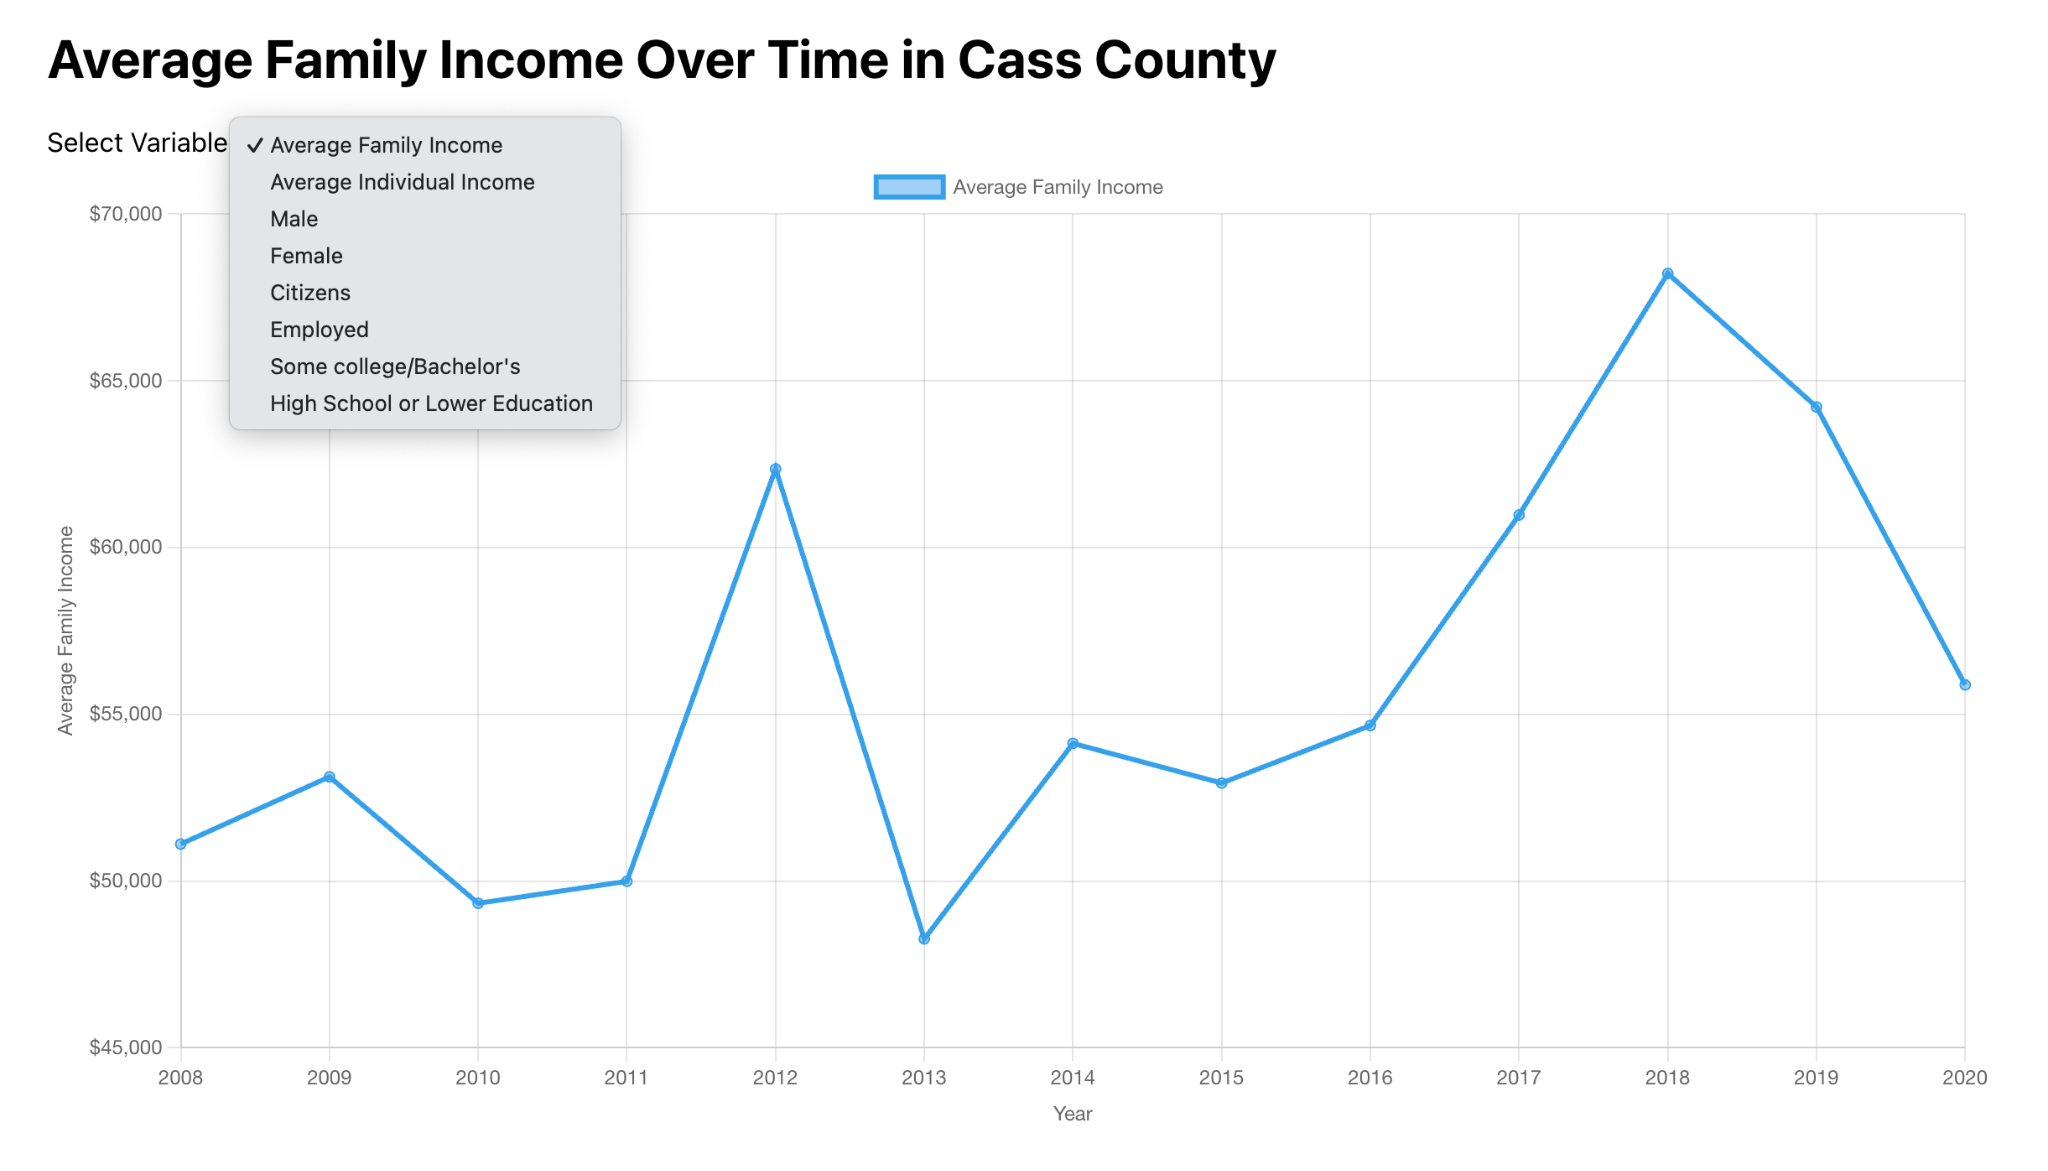 Average Family Income Over Time in Cass County
Select Variable
✓ Average Family Income
Average Individual Income
Male
Female
Citizens
Employed
Some college/Bachelor's
High School or Lower Education
Average Family Income
$70,000
$65,000
$60,000
$55,000
$50,000
$45,000
Average Family Income
2008 2009 2010 2011 2012 2013 2014 2015 2016 2017 2018 2019 2020
Year